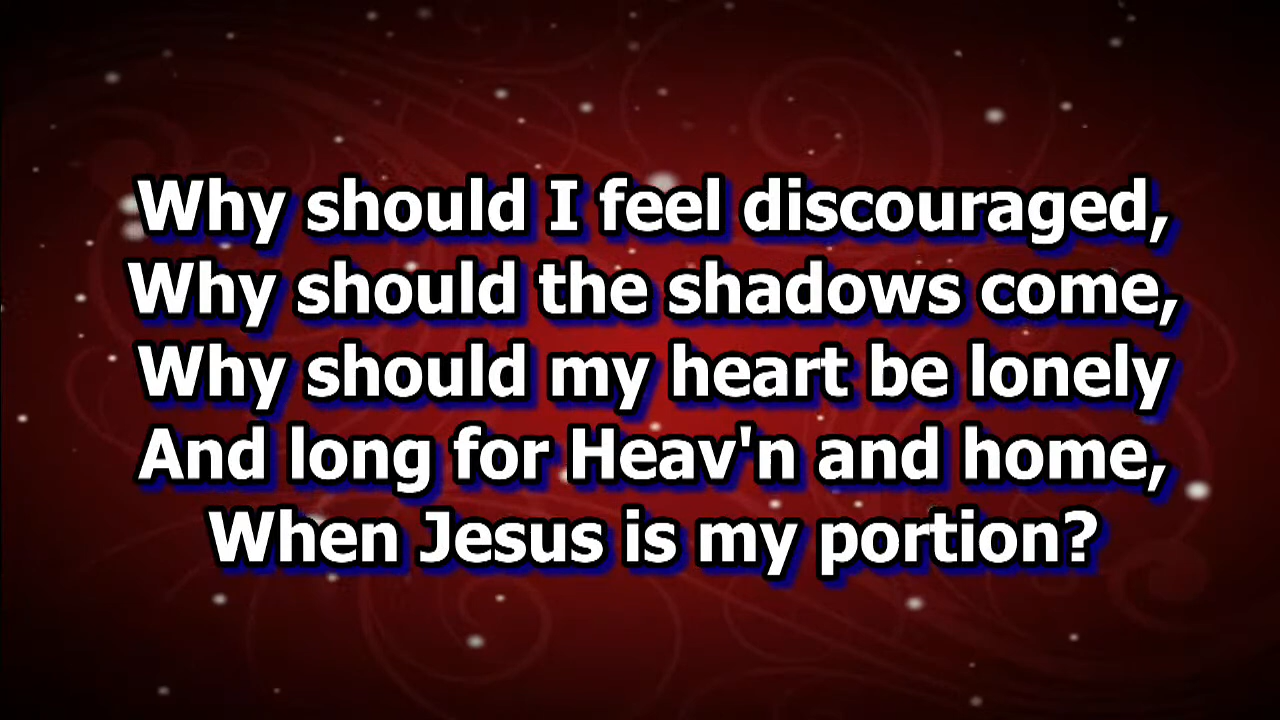 Why should I feel discouraged,
Why should the shadows come,
Why should my heart be lonely
And long for Heav'n and home,
When Jesus is my portion?